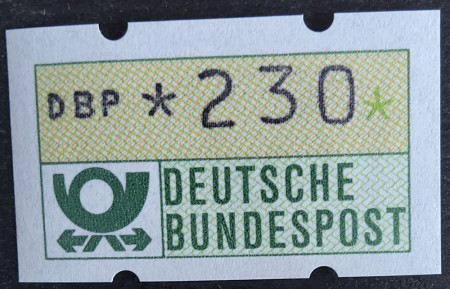 DBP *230*
DEUTSCHE
BUNDESPOST